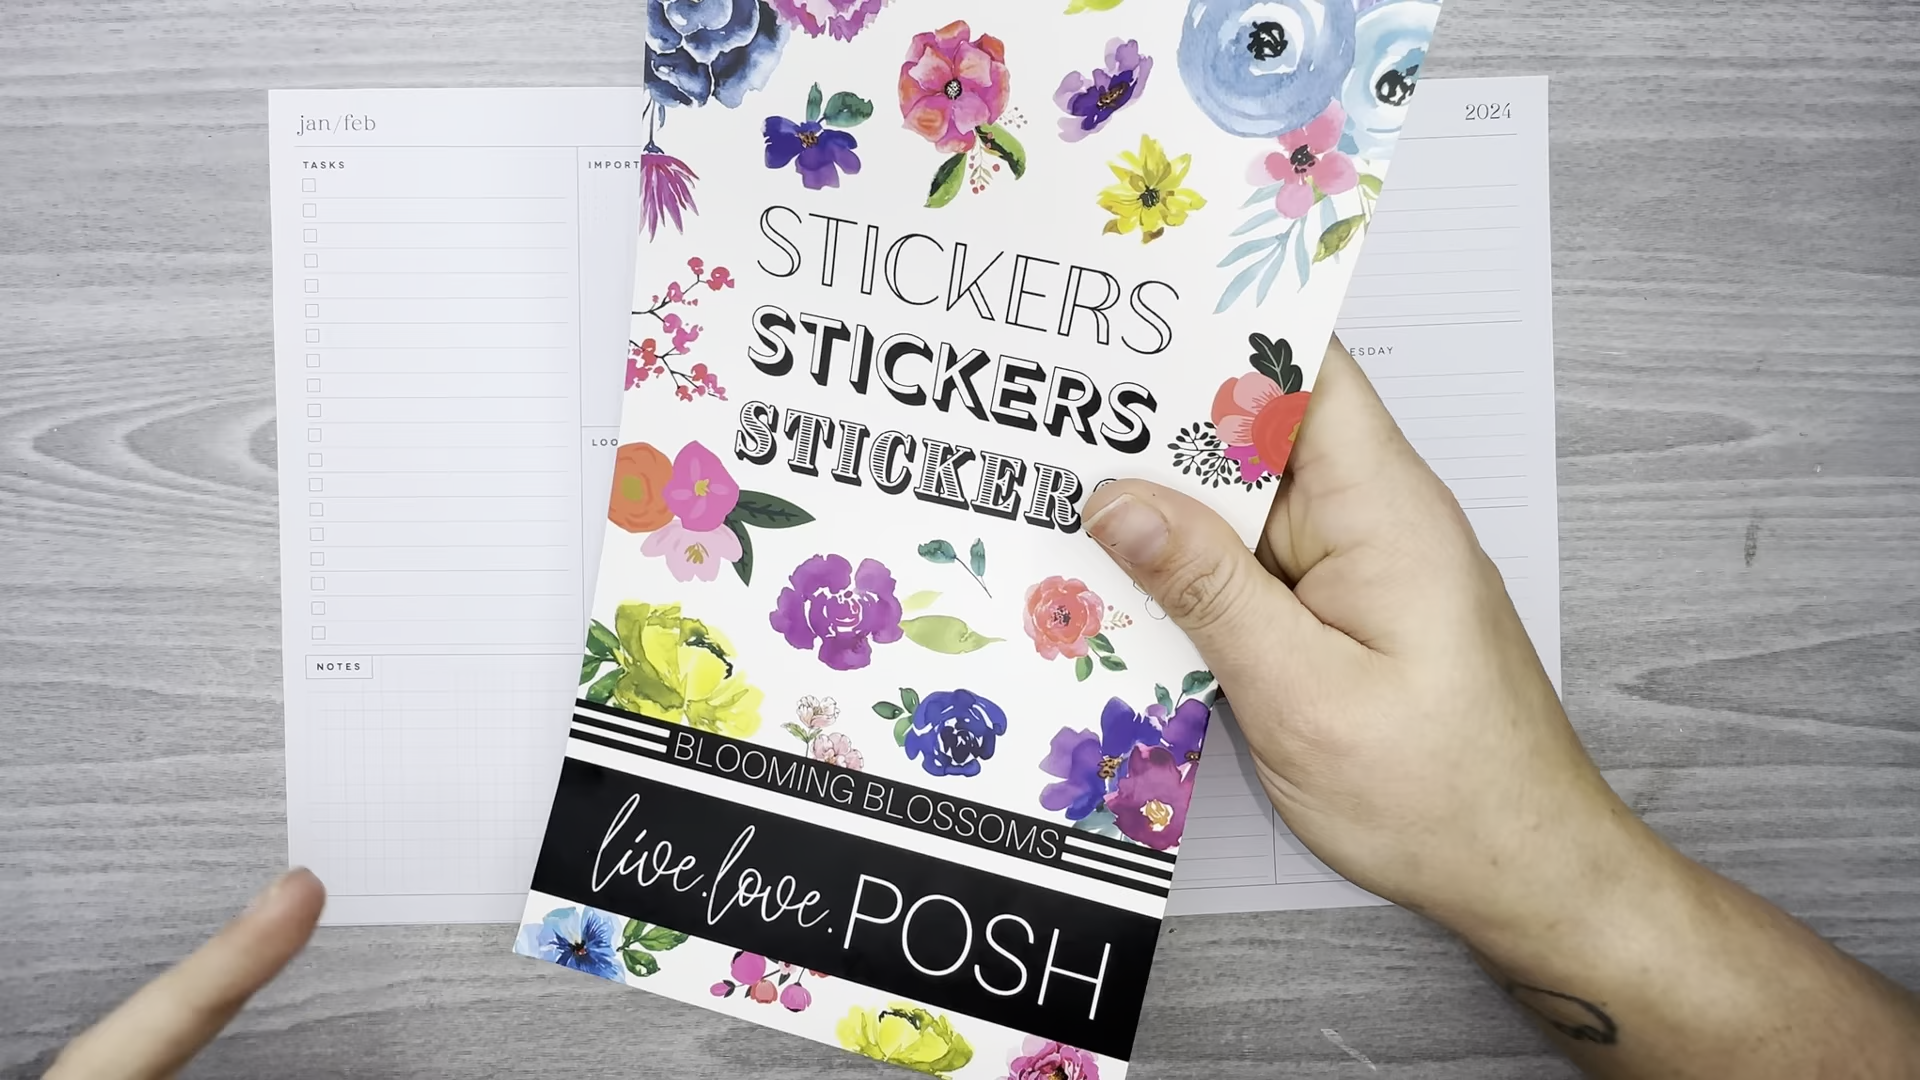 jan/feb
2024
TASKS
IMPORT
STICKERS
STICKERS
STICKER
ESDAY
LOO
NOTES
BLOOMING BLOSSOMS
live.love.POSH